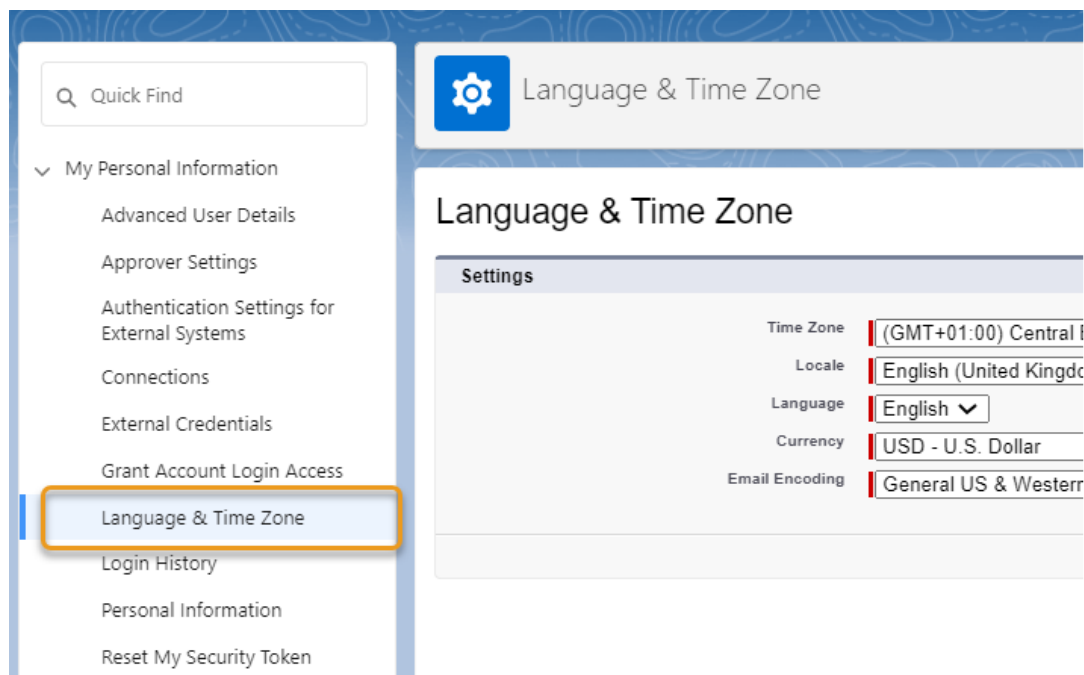 Quick Find
My Personal Information
Advanced User Details
Approver Settings
Authentication Settings for
External Systems
Connections
External Credentials
Grant Account Login Access
Language & Time Zone
Login History
Personal Information
Reset My Security Token
Language & Time Zone
Language & Time Zone
Settings
Time Zone (GMT+01:00) Central
Locale English (United
Language English
Currency USD - U.S. Dollar
Email Encoding General US &